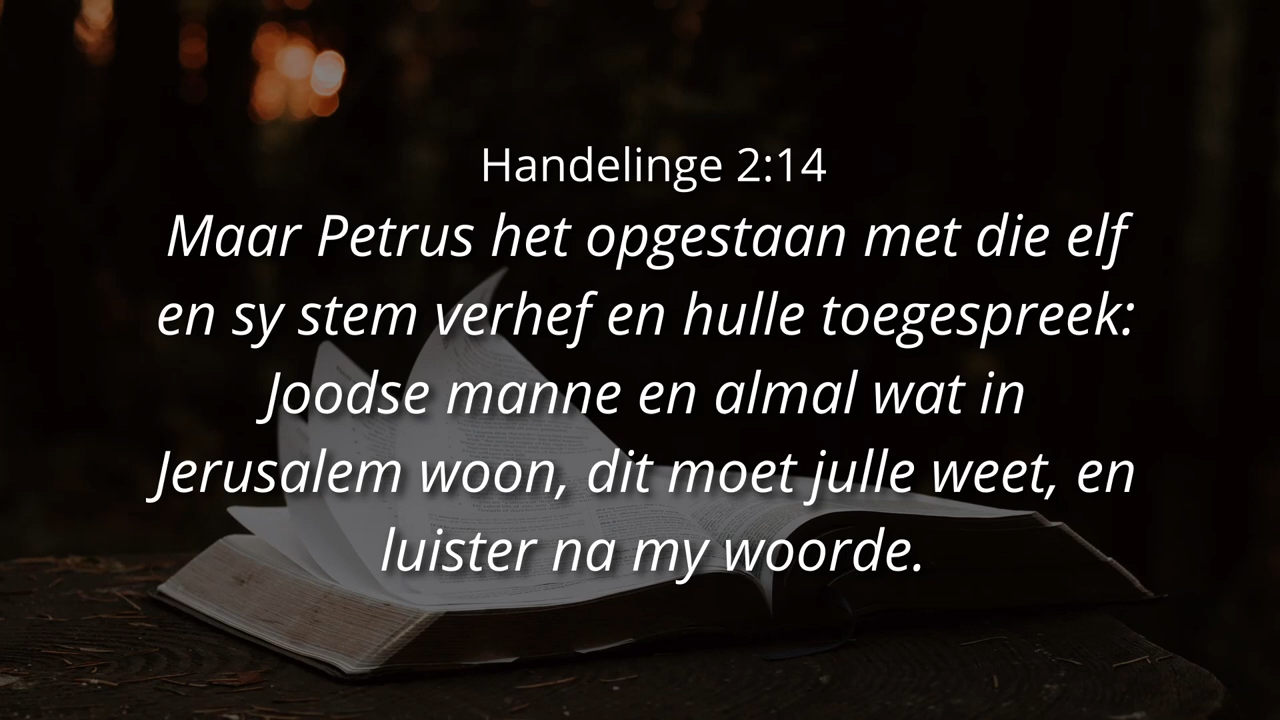 Handelinge 2:14
Maar Petrus het opgestaan met die elf
en sy stem verhef en hulle toegespreek:
Joodse manne en almal wat in
Jerusalem woon, dit moet julle weet, en
luister na my woorde.